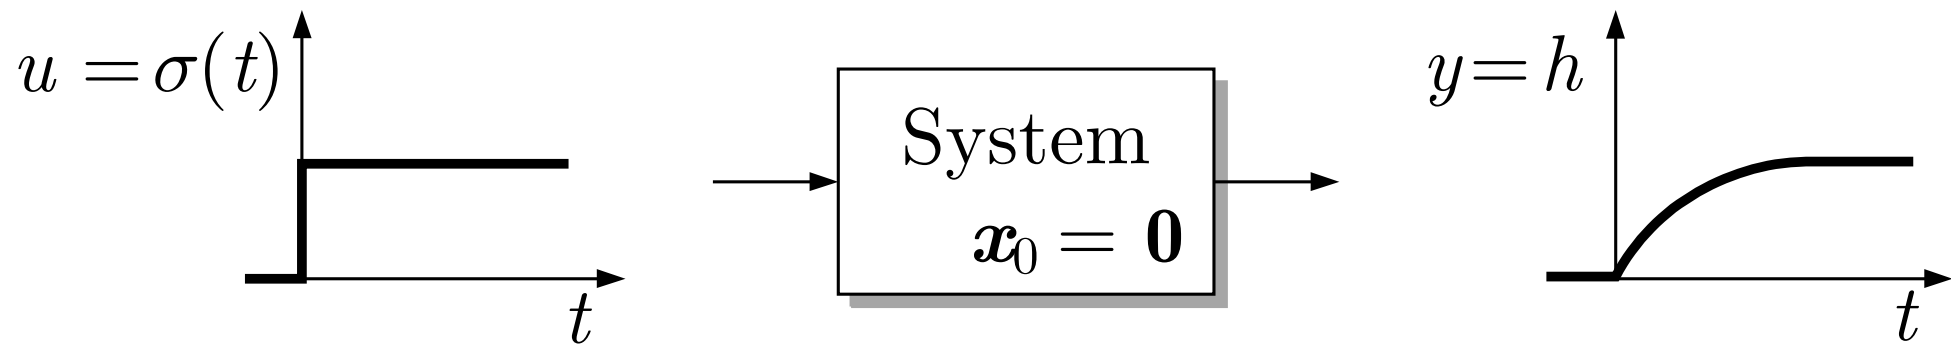 u = σ(t)
t
System
x₀ = 0
y = h
t